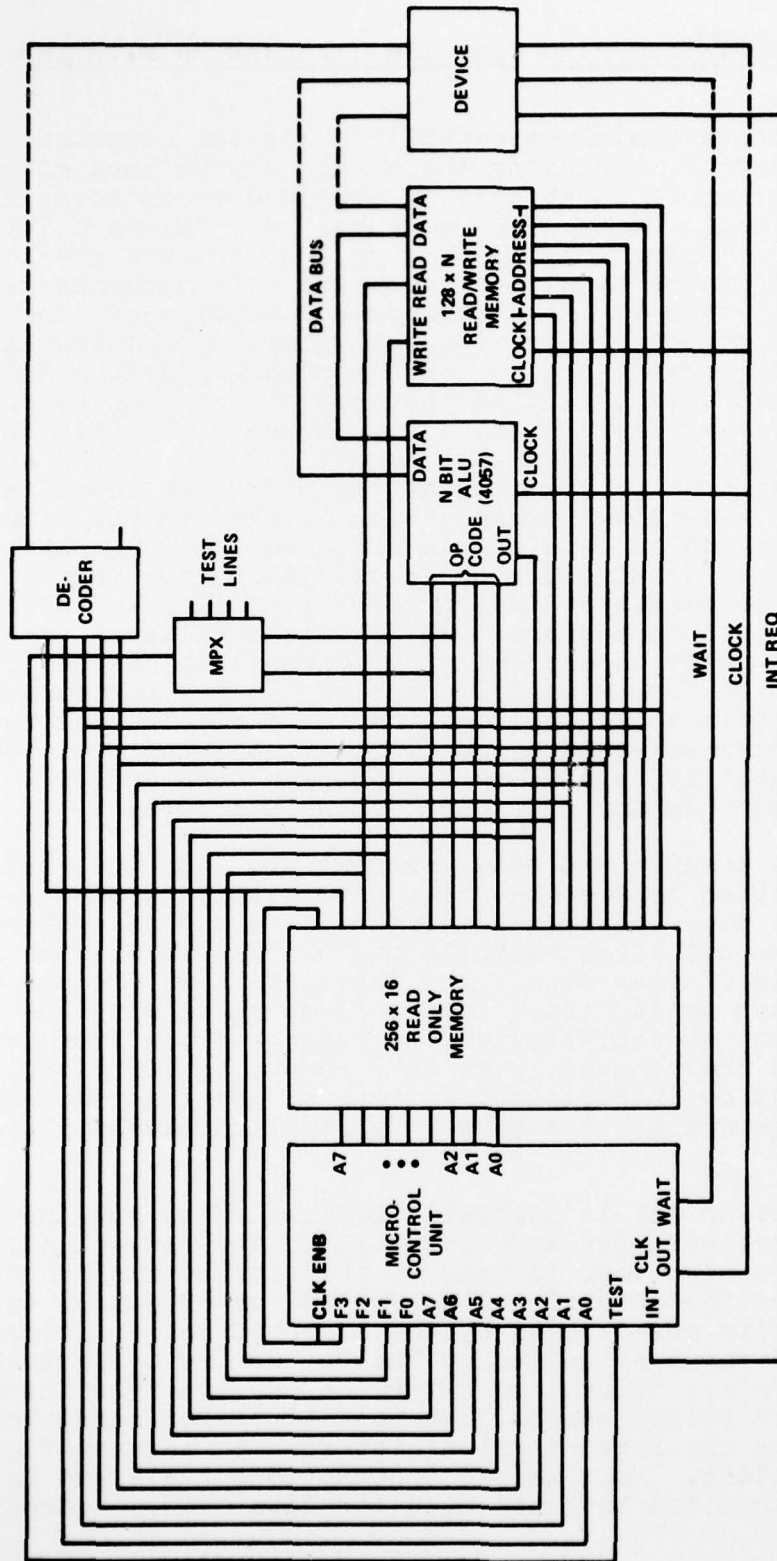 DE-
CODER
TEST
LINES
MPX
DATA BUS
DEVICE
WRITE READ DATA
128 x N
READ/WRITE
MEMORY
CLOCK
ADDRESS
DATA
N BIT
ALU
(4057)
OP
CODE
OUT
CLOCK
256 x 16
READ
ONLY
MEMORY
CLK ENB
F3
F2
F1
F0
A7
A6
A5
A4
A3
A2
A1
A0
TEST
INT
CLK
OUT WAIT
MICRO-
CONTROL
UNIT
A7
A2
A1
A0
WAIT
CLOCK
INT REQ